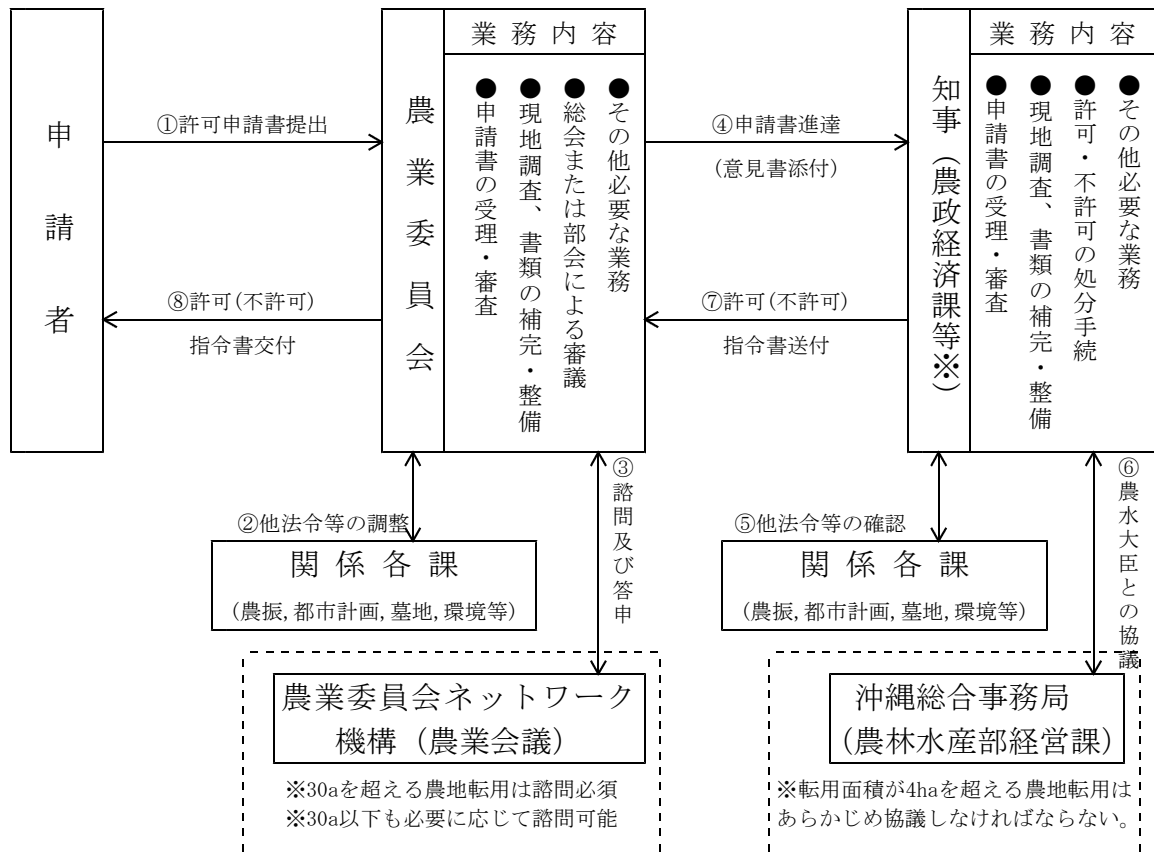 申請者
①許可申請書提出
⑧許可(不許可)
指令書交付
農業委員会
業務内容
●申請書の受理・審査
●現地調査、書類の補完・整備
●総会または部会による審議
●その他必要な業務
④申請書進達
(意見書添付)
⑦許可(不許可)
指令書送付
知事(農政経済課等※)
業務内容
●申請書の受理・審査
●現地調査、書類の補完・整備
●許可・不許可の処分手続
●その他必要な業務
②他法令等の調整
関係各課
(農振,都市計画,墓地,環境等)
③諮問及び答申
⑤他法令等の確認
関係各課
(農振,都市計画,墓地,環境等)
⑥農水大臣との協議
農業委員会ネットワーク
機構(農業会議)
※30aを超える農地転用は諮問必須
※30a以下も必要に応じて諮問可能
沖縄総合事務局
(農林水産部経営課)
※転用面積が4haを超える農地転用は
あらかじめ協議しなければならない。